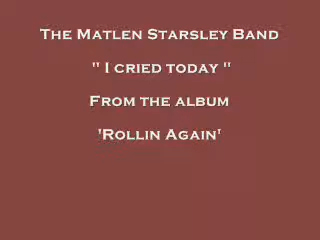 The Matlen Starsley Band
" I cried today "
From the album
'Rollin Again'